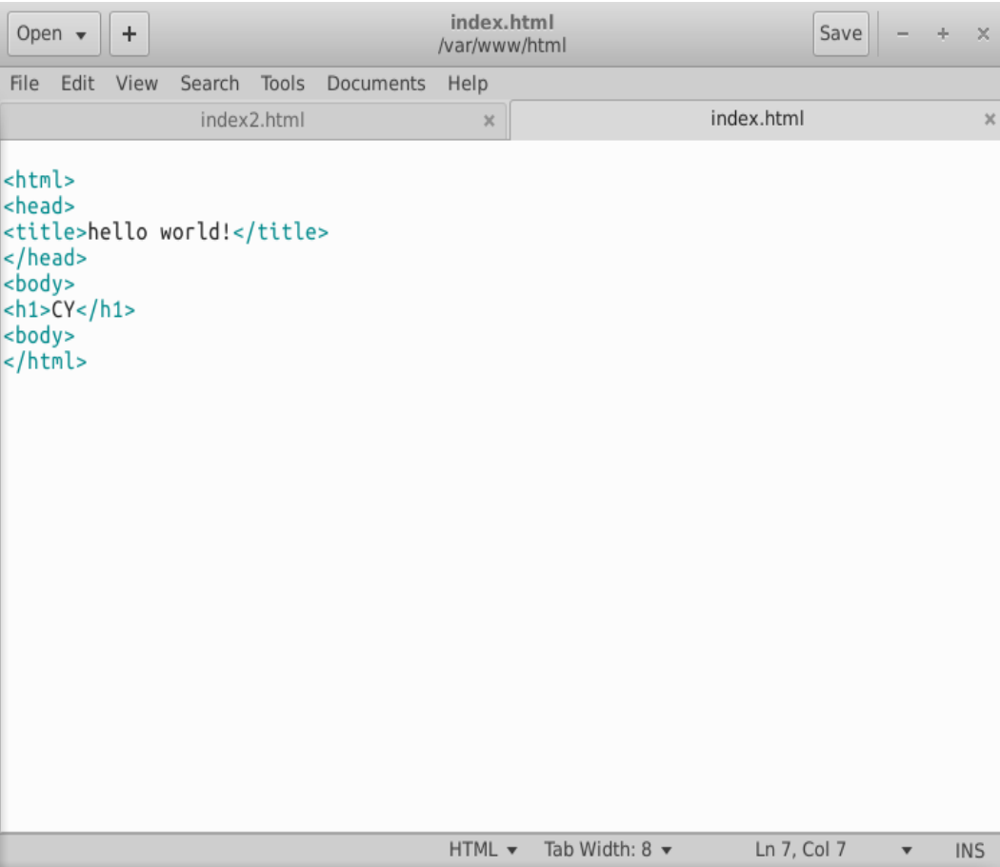 Open
index.html
/var/www/html
Save
File Edit View Search Tools Documents Help
index2.html
index.html
<html>
<head>
<title>hello world!</title>
</head>
<body>
<h1>CY</h1>
<body>
</html>
HTML Tab Width: 8 Ln 7, Col 7 INS